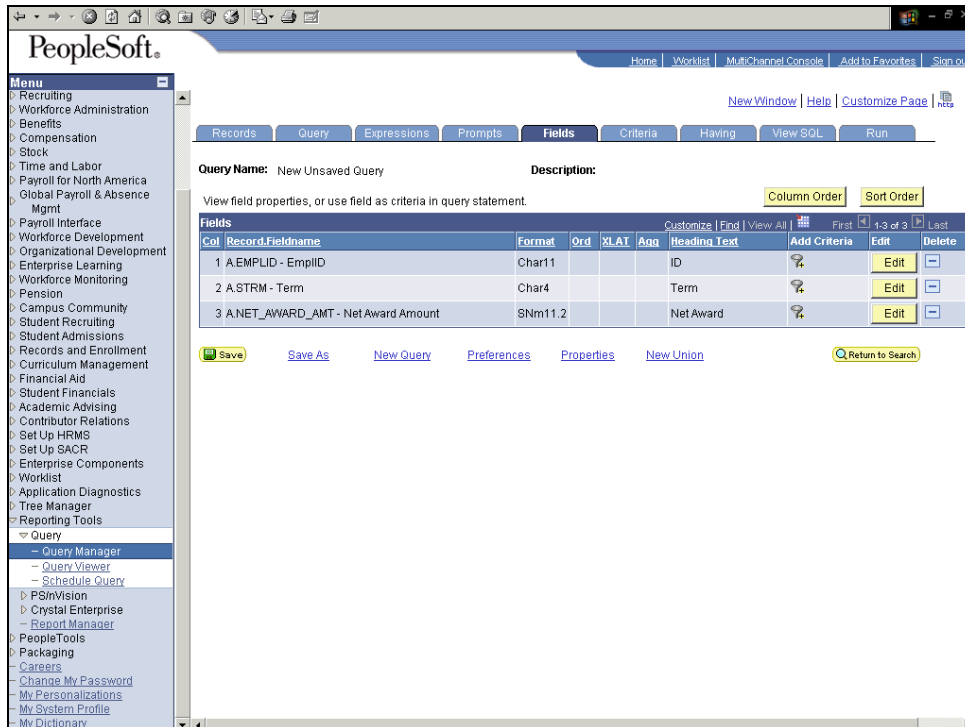 PeopleSoft.
Home | Worklist | MultiChannel Console | Add to Favorites | Sign ou
Menu
Recruiting
Workforce Administration
Benefits
Compensation
Stock
Time and Labor
Payroll for North America
Global Payroll & Absence
Mgmt
Payroll Interface
Workforce Development
Organizational Development
Enterprise Learning
Workforce Monitoring
Pension
Campus Community
Student Recruiting
Student Admissions
Records and Enrollment
Curriculum Management
Financial Aid
Student Financials
Academic Advising
Contributor Relations
Set Up HRMS
Set Up SACR
Enterprise Components
Worklist
Application Diagnostics
Tree Manager
Reporting Tools
Query
– Query Manager
– Query Viewer
– Schedule Query
PS/nVision
Crystal Enterprise
– Report Manager
PeopleTools
Packaging
– Careers
– Change My Password
– My Personalizations
– My System Profile
– My Dictionary
New Window | Help | Customize Page | http
Records Query Expressions Prompts Fields Criteria Having View SQL Run
Query Name: New Unsaved Query Description:
View field properties, or use field as criteria in query statement. Column Order Sort Order
Fields Customize | Find | View All | First 1-3 of 3 Last
Col Record.Fieldname Format Ord XLAT Agg Heading Text Add Criteria Edit Delete
1 A.EMPLID - EmplID Char11 ID Edit
2 A.STRM - Term Char4 Term Edit
3 A.NET_AWARD_AMT - Net Award Amount SNm11.2 Net Award Edit
Save Save As New Query Preferences Properties New Union Return to Search